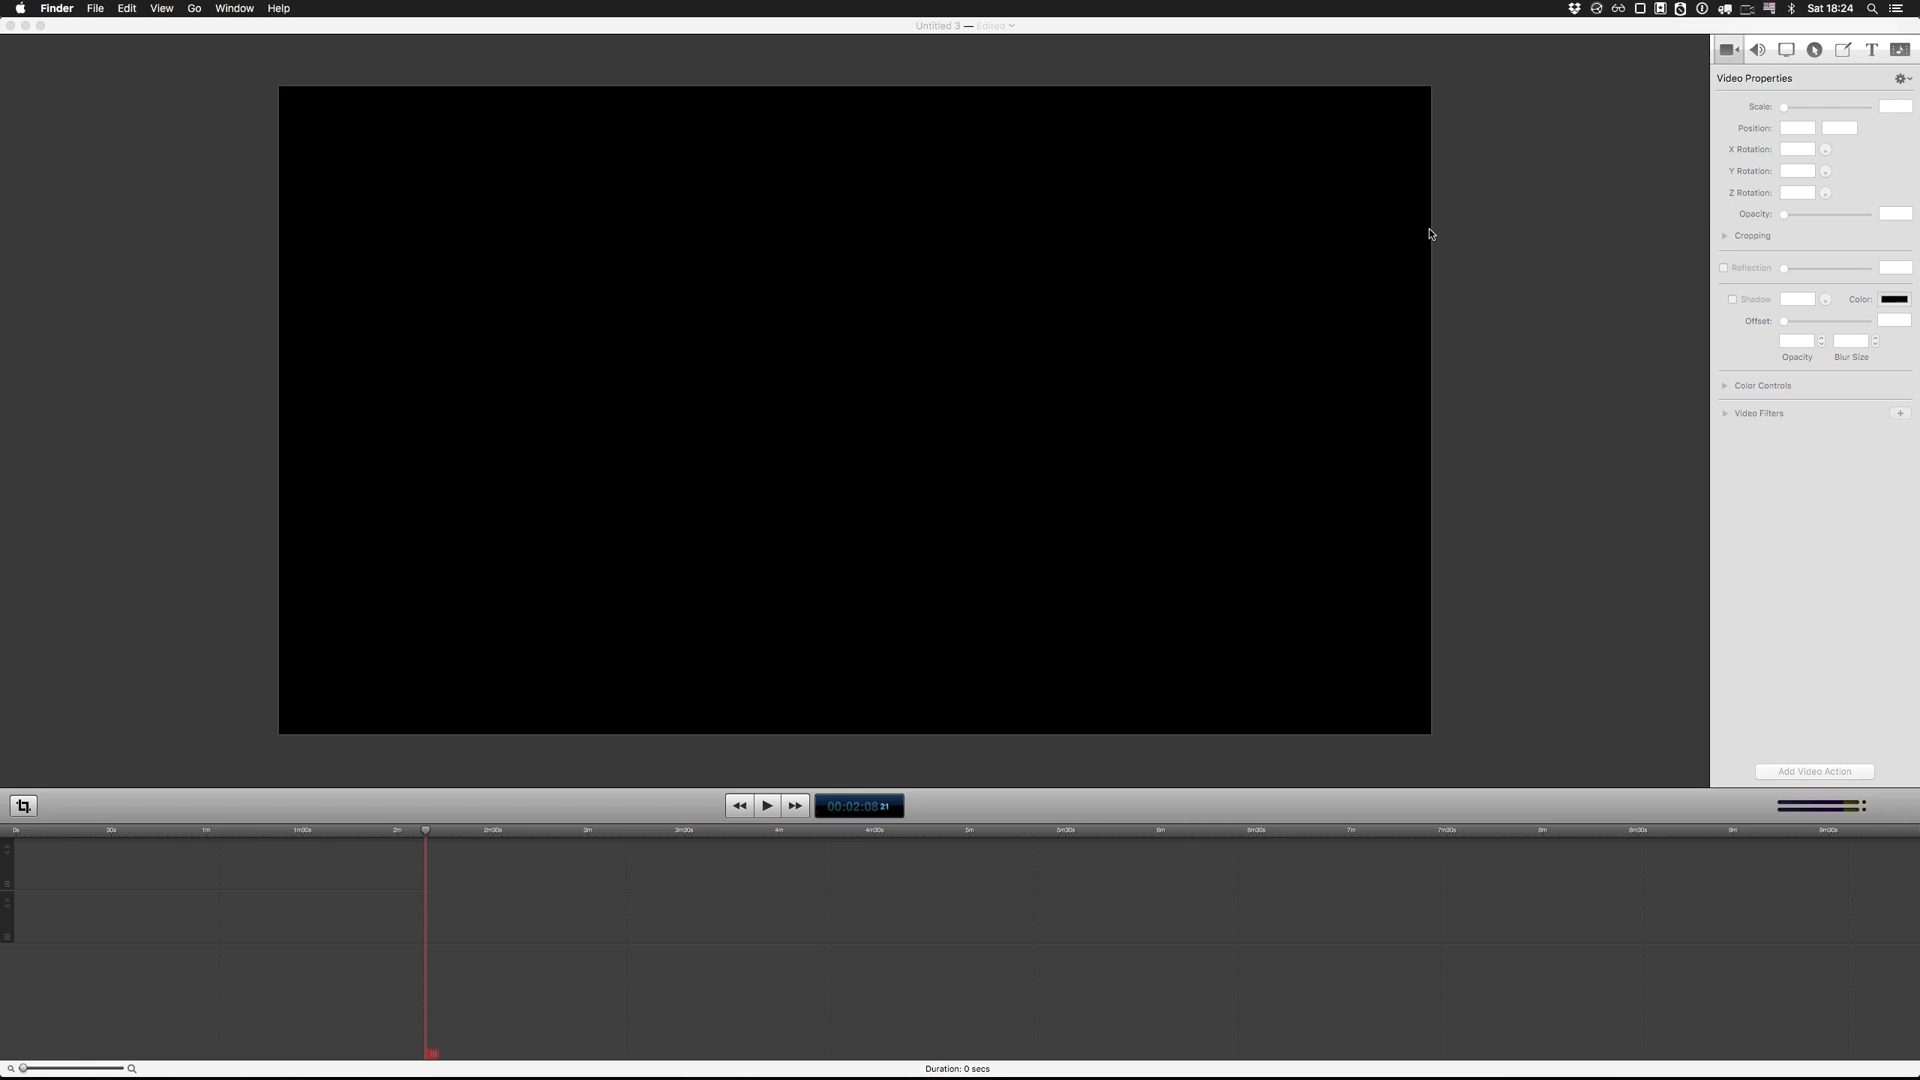 Finder File Edit View Go Window Help Sat 18:24
Untitled 3 — Edited
Video Properties
Scale:
Position:
X Rotation:
Y Rotation:
Z Rotation:
Opacity:
Cropping
Reflection
Shadow Color:
Offset:
Opacity Blur Size
Color Controls
Video Filters +
Add Video Action
00:02:08 21
0s 30s 1m 1m30s 2m 2m30s 3m 3m30s 4m 4m30s 5m 5m30s 6m 6m30s 7m 7m30s 8m 8m30s 9m 9m30s
Duration: 0 secs